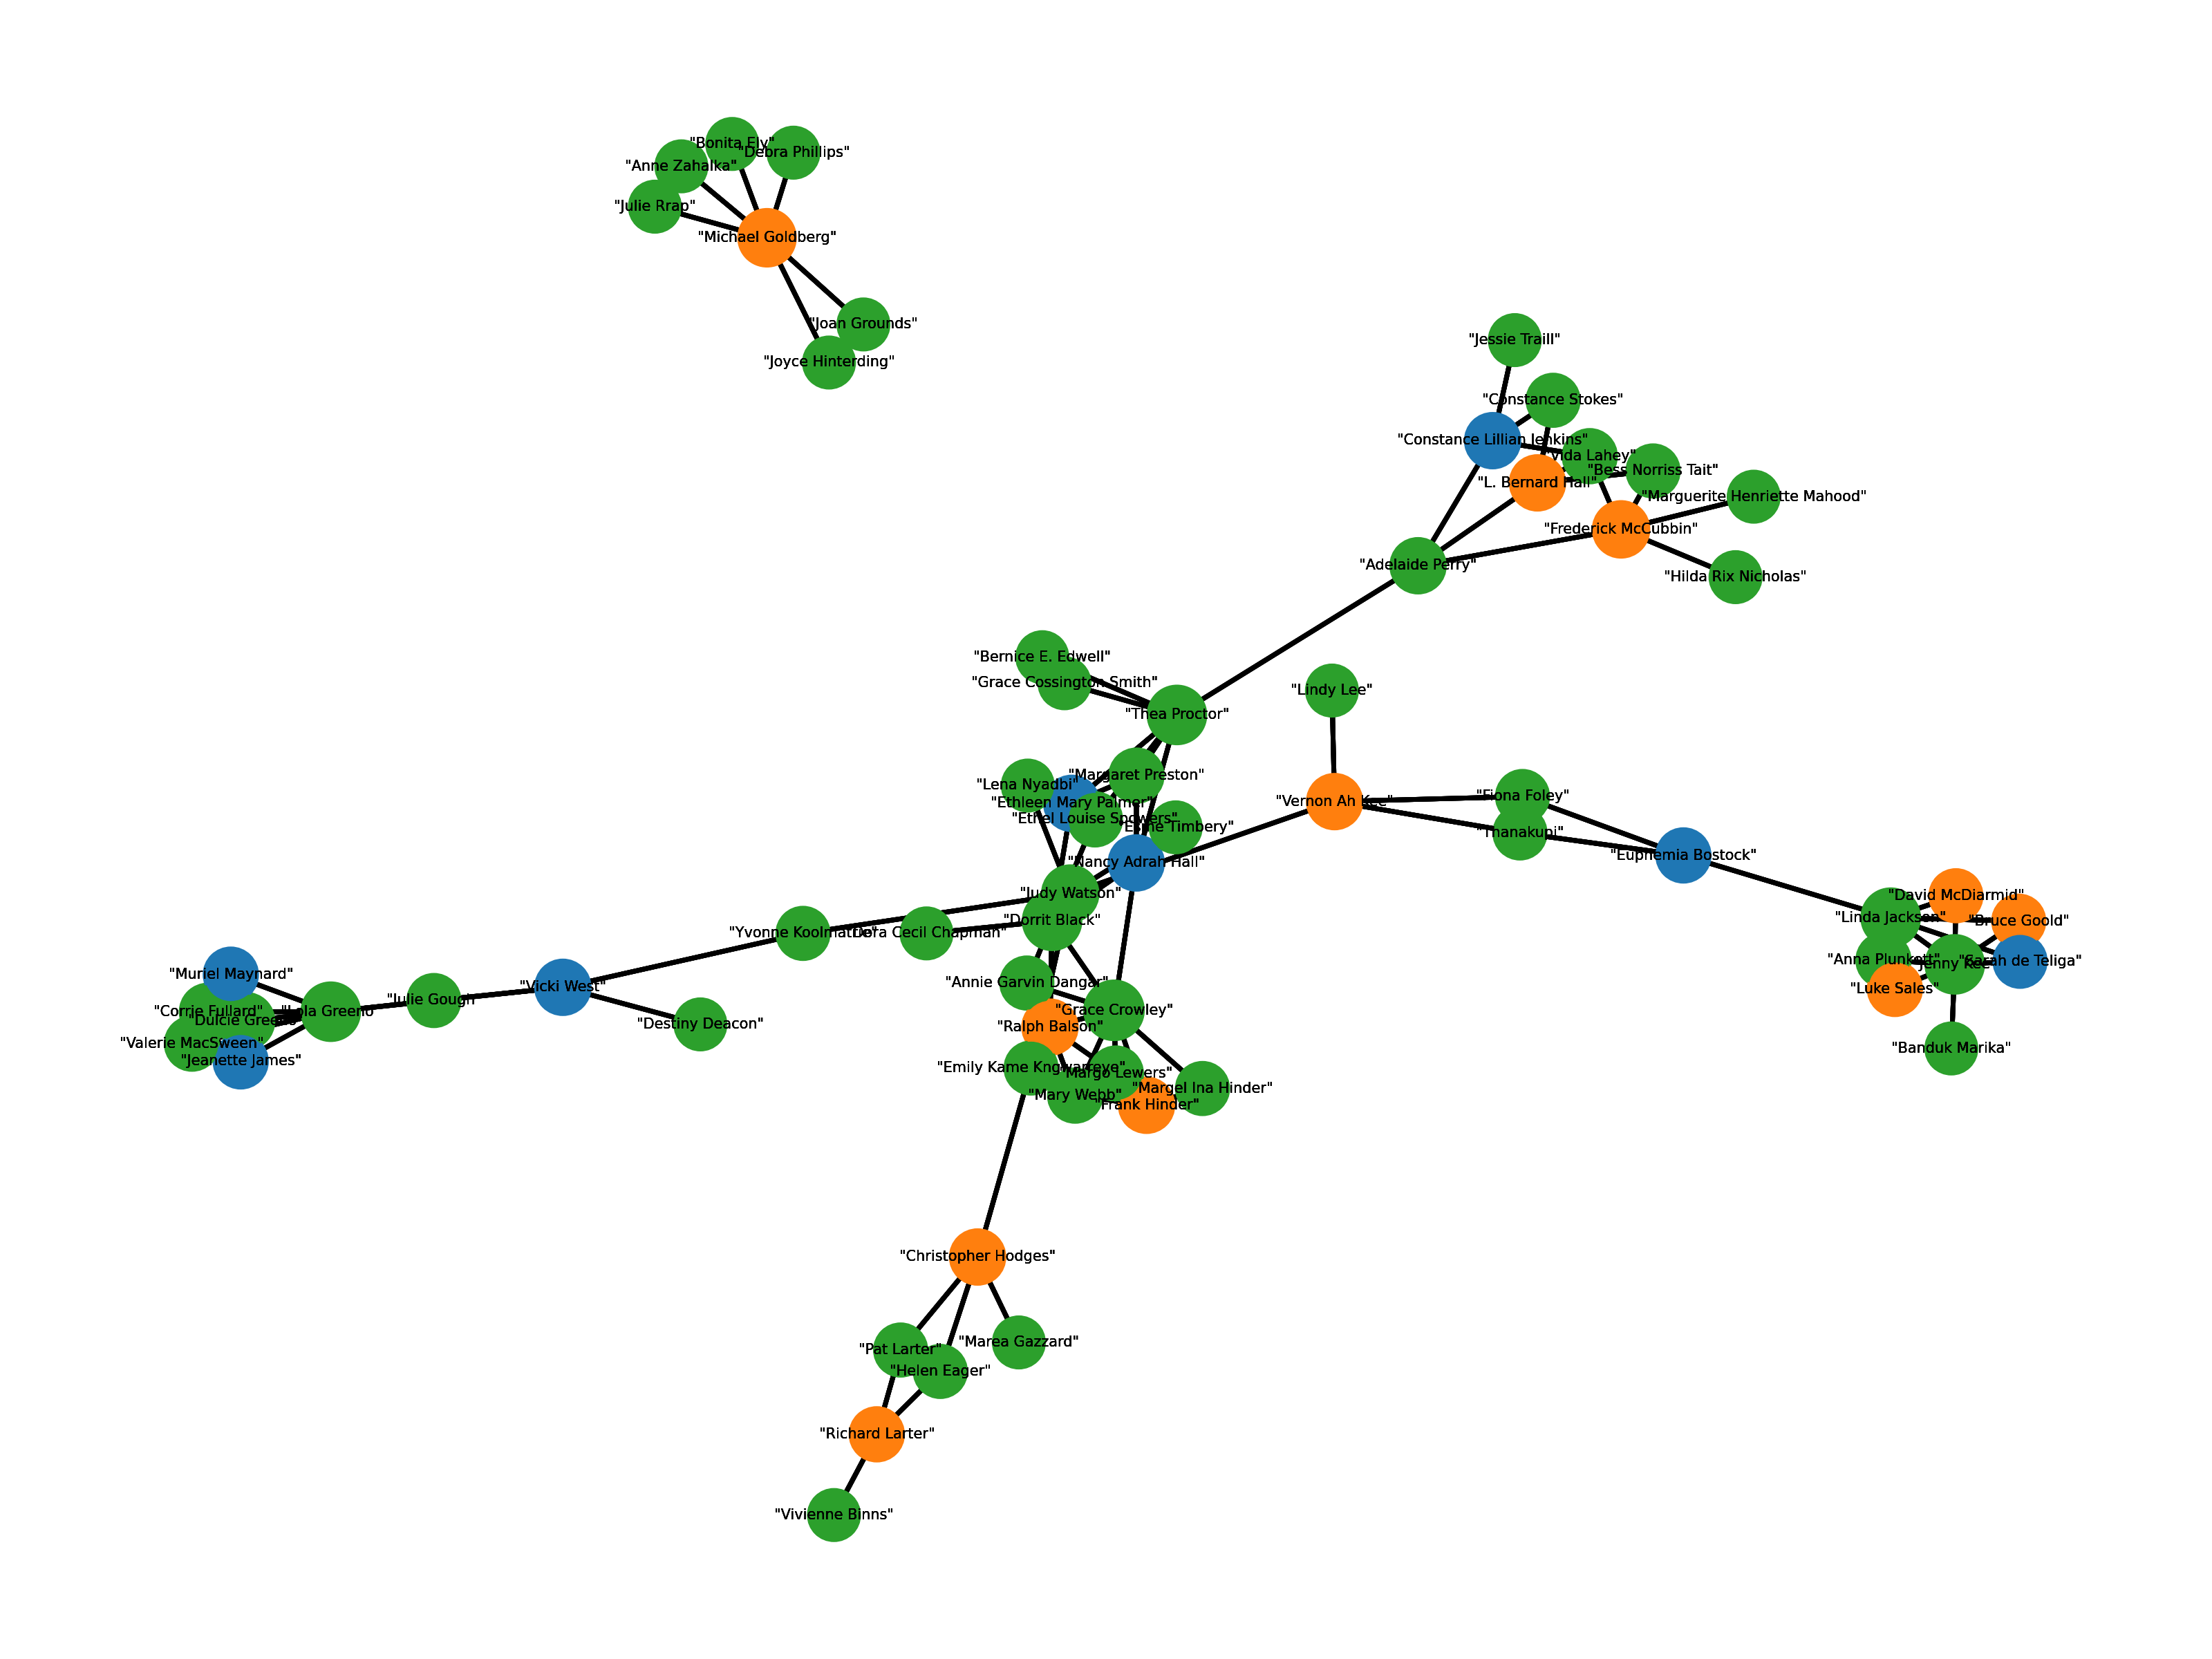 "Bonita Ely"
"Debra Phillips"
"Anne Zahalka"
"Julie Rrap"
"Michael Goldberg"
"Joan Grounds"
"Joyce Hinterding"
"Jessie Traill"
"Constance Stokes"
"Constance Lillian Jenkins"
"Vida Lahey"
"Bess Norriss Tait"
"L. Bernard Hall"
"Marguerite Henriette Mahood"
"Frederick McCubbin"
"Adelaide Perry"
"Hilda Rix Nicholas"
"Bernice E. Edwell"
"Grace Cossington Smith"
"Lindy Lee"
"Thea Proctor"
"Margaret Preston"
"Lena Nyadbi"
"Ethleen Mary Palmer"
"Vernon Ah Kee"
"Fiona Foley"
"Ethel Louise Spowers"
"Esme Timbery"
"Thanakupi"
"Euphemia Bostock"
"Nancy Adrah Hall"
"Judy Watson"
"David McDiarmid"
"Linda Jackson"
"Bruce Goold"
"Dorrit Black"
"Yvonne Koolmatrie"
"Dora Cecil Chapman"
"Anna Plunkett"
"Jenny Kee"
"Sarah de Teliga"
"Muriel Maynard"
"Annie Garvin Dangar"
"Vicki West"
"Luke Sales"
"Julie Gough"
"Corrie Fullard"
"Dulcie Greeno"
"Lola Greeno"
"Grace Crowley"
"Ralph Balson"
"Destiny Deacon"
"Valerie MacSween"
"Jeanette James"
"Banduk Marika"
"Emily Kame Kngwarreye"
"Margo Lewers"
"Margel Ina Hinder"
"Mary Webb"
"Frank Hinder"
"Christopher Hodges"
"Marea Gazzard"
"Pat Larter"
"Helen Eager"
"Richard Larter"
"Vivienne Binns"